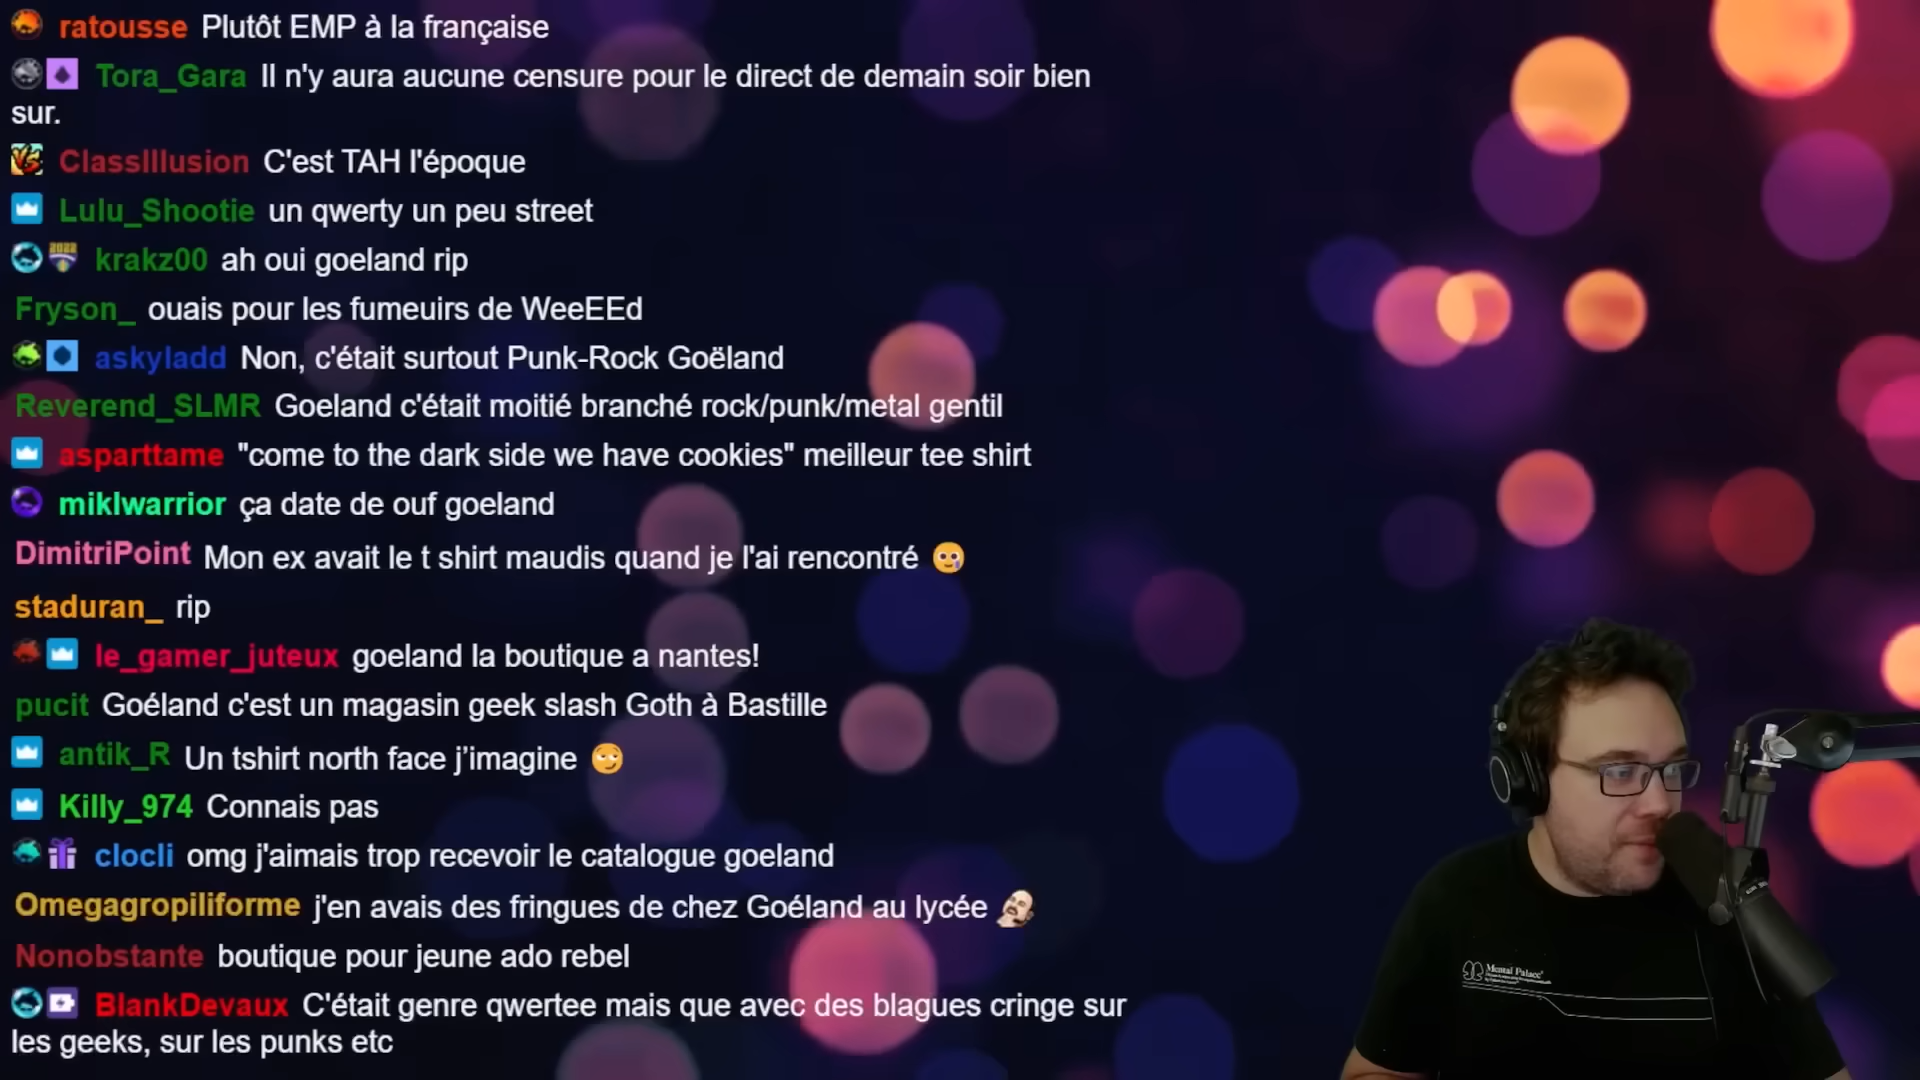 ratousse Plutôt EMP à la française
Tora_Gara Il n'y aura aucune censure pour le direct de demain soir bien
sur.
ClassIllusion C'est TAH l'époque
Lulu_Shootie un qwerty un peu street
krakz00 ah oui goeland rip
Fryson_ ouais pour les fumeuirs de WeeEEd
askyladd Non, c'était surtout Punk-Rock Goëland
Reverend_SLMR Goeland c'était moitié branché rock/punk/metal gentil
asparttame "come to the dark side we have cookies" meilleur tee shirt
miklwarrior ça date de ouf goeland
DimitriPoint Mon ex avait le t shirt maudis quand je l'ai rencontré 🥲
staduran_ rip
le_gamer_juteux goeland la boutique a nantes!
pucit Goéland c'est un magasin geek slash Goth à Bastille
antik_R Un tshirt north face j’imagine 😏
Killy_974 Connais pas
clocli omg j'aimais trop recevoir le catalogue goeland
Omegagropiliforme j'en avais des fringues de chez Goéland au lycée
Nonobstante boutique pour jeune ado rebel
BlankDevaux C'était genre qwertee mais que avec des blagues cringe sur
les geeks, sur les punks etc
Mental Palace